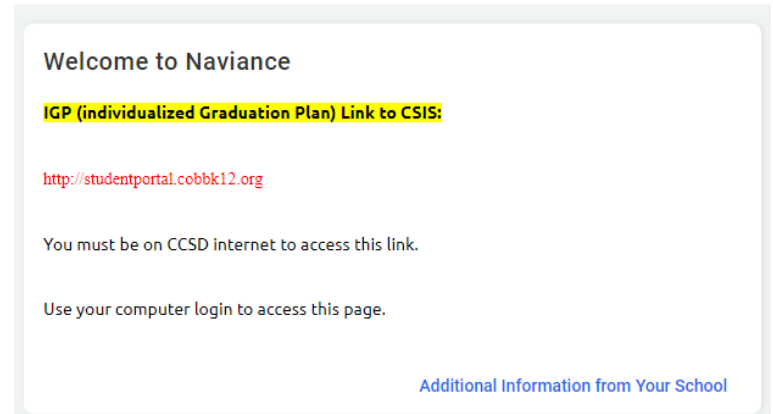 Welcome to Naviance
IGP (individualized Graduation Plan) Link to CSIS:
http://studentportal.cobbk12.org
You must be on CCSD internet to access this link.
Use your computer login to access this page.
Additional Information from Your School